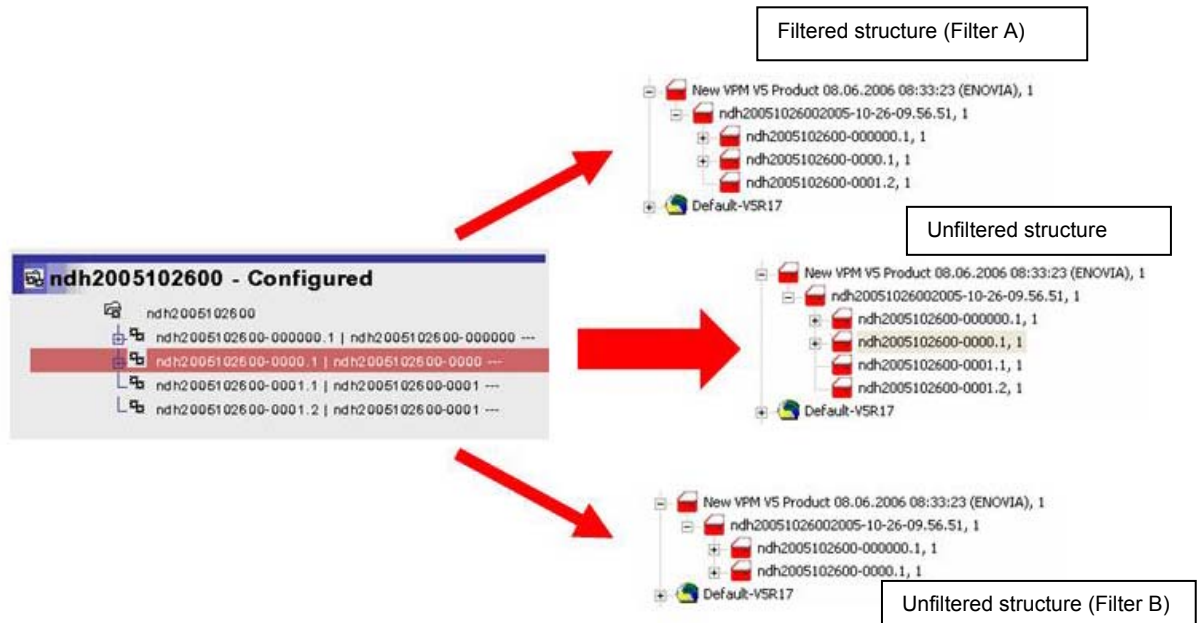 Filtered structure (Filter A)
New VPM V5 Product 08.06.2006 08:33:23 (ENOVIA), 1
ndh20051026002005-10-26-09.56.51, 1
ndh2005102600-000000.1, 1
ndh2005102600-0000.1, 1
ndh2005102600-0001.2, 1
Default-V5R17
ndh2005102600 - Configured
ndh2005102600
ndh2005102600-000000.1 | ndh2005102600-000000 ---
ndh2005102600-0000.1 | ndh2005102600-0000 ---
ndh2005102600-0001.1 | ndh2005102600-0001 ---
ndh2005102600-0001.2 | ndh2005102600-0001 ---
Unfiltered structure
New VPM V5 Product 08.06.2006 08:33:23 (ENOVIA), 1
ndh20051026002005-10-26-09.56.51, 1
ndh2005102600-000000.1, 1
ndh2005102600-0000.1, 1
ndh2005102600-0001.1, 1
ndh2005102600-0001.2, 1
Default-V5R17
New VPM V5 Product 08.06.2006 08:33:23 (ENOVIA), 1
ndh20051026002005-10-26-09.56.51, 1
ndh2005102600-000000.1, 1
ndh2005102600-0000.1, 1
Default-V5R17
Unfiltered structure (Filter B)